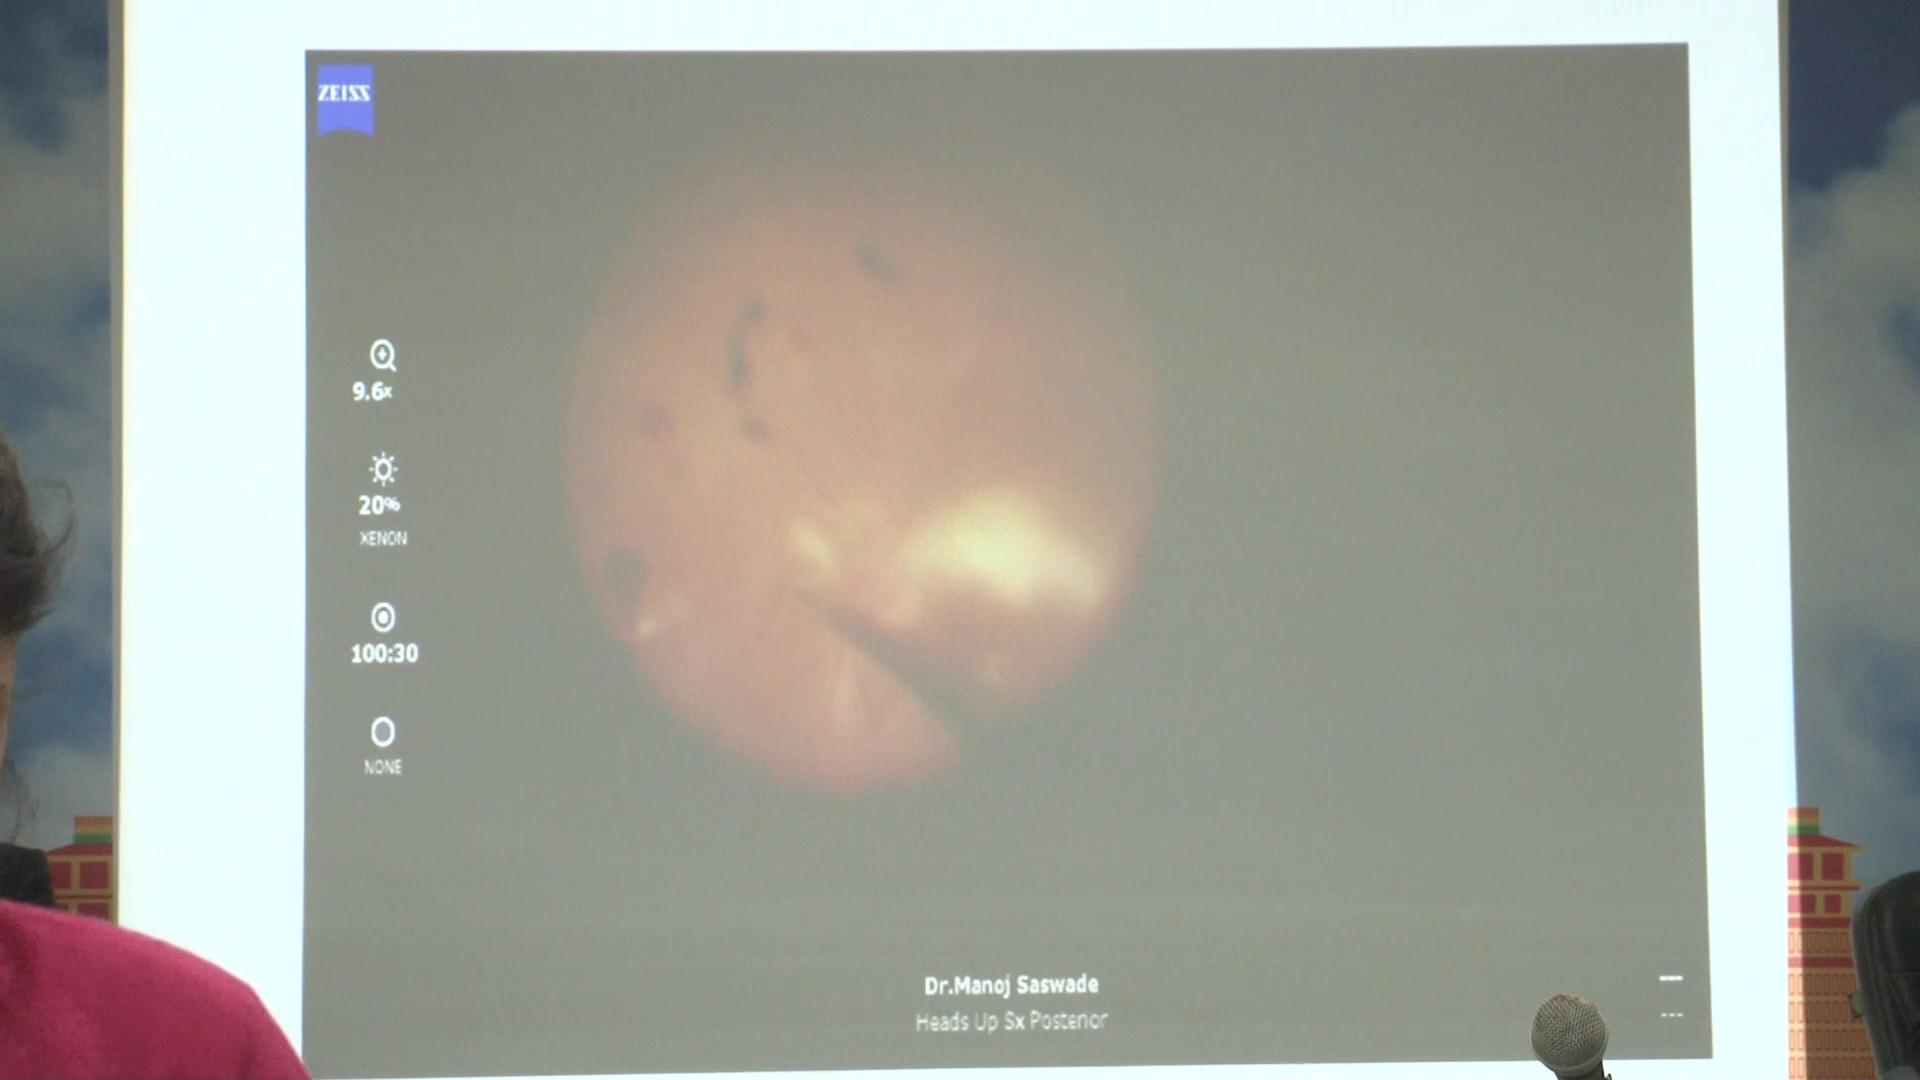 ZEISS
9.6x
20%
XENON
100:30
NONE
Dr.Manoj Saswade
Heads Up Sx Posterior
---
---